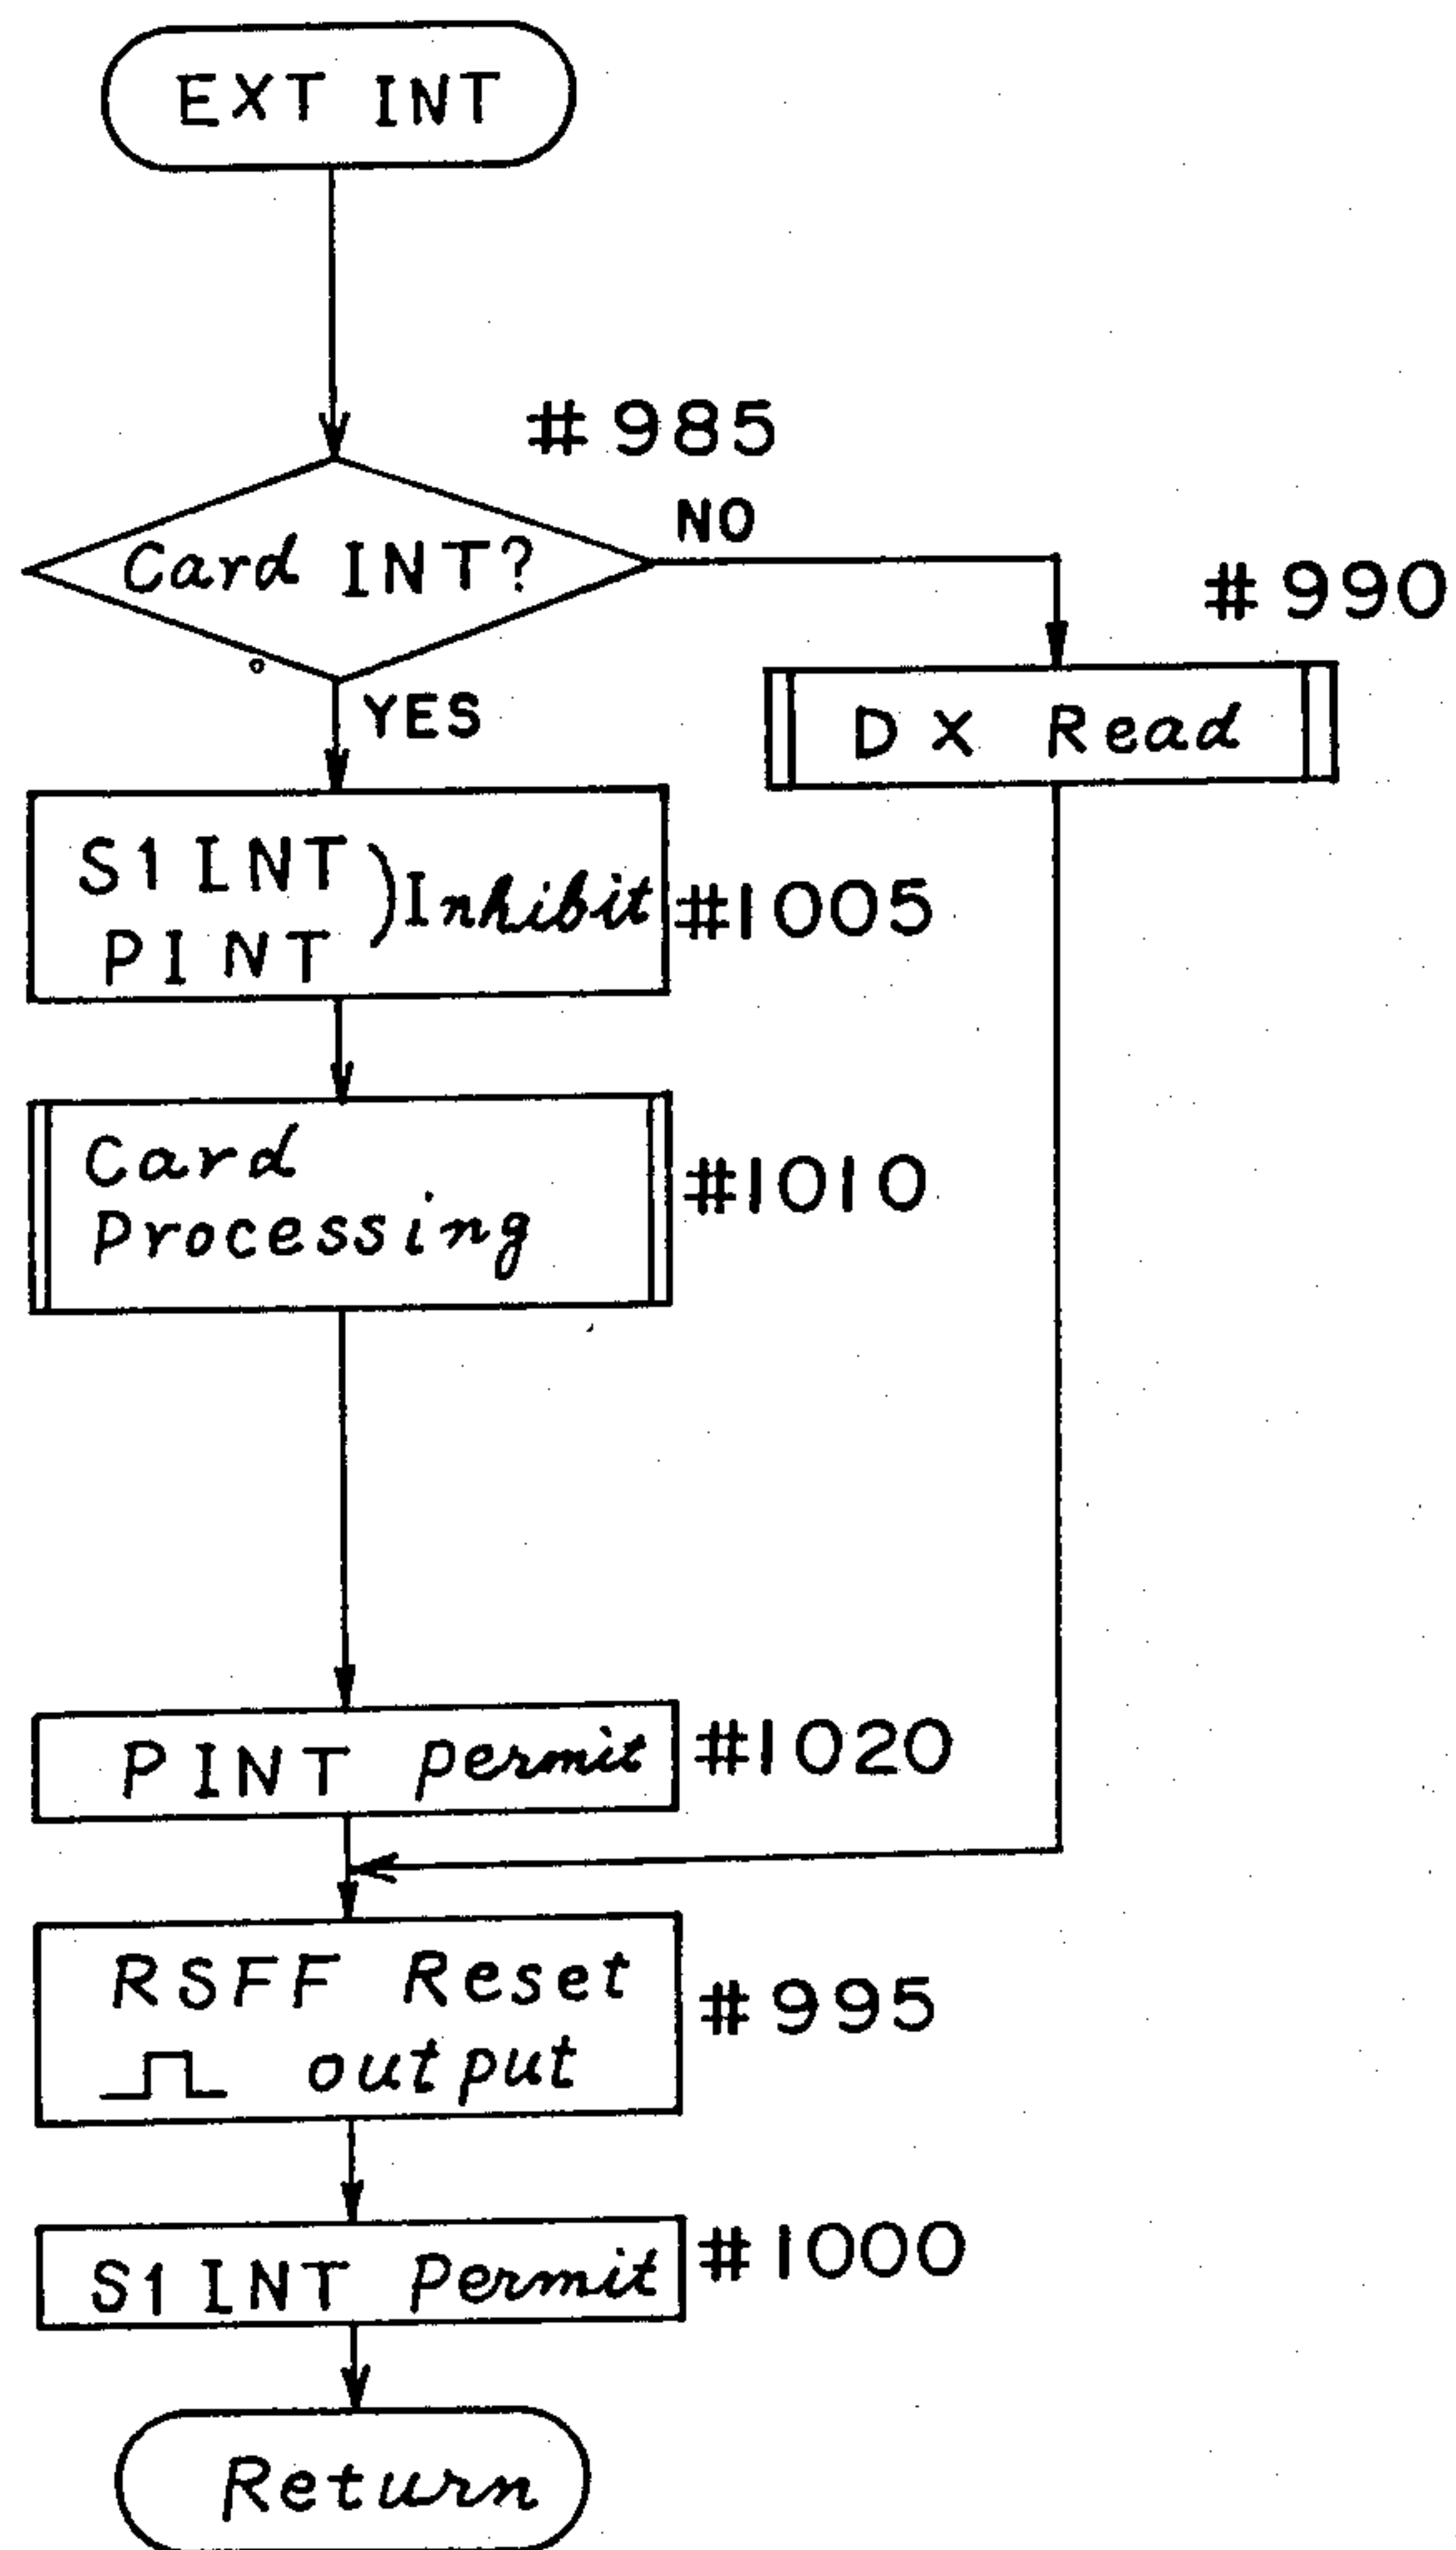 EXT INT
#985
Card INT?
NO
#990
YES
DX Read
S1 INT
PINT
) Inhibit
#1005
Card
Processing
#1010
PINT permit
#1020
RSFF Reset
output
#995
S1 INT Permit
#1000
Return